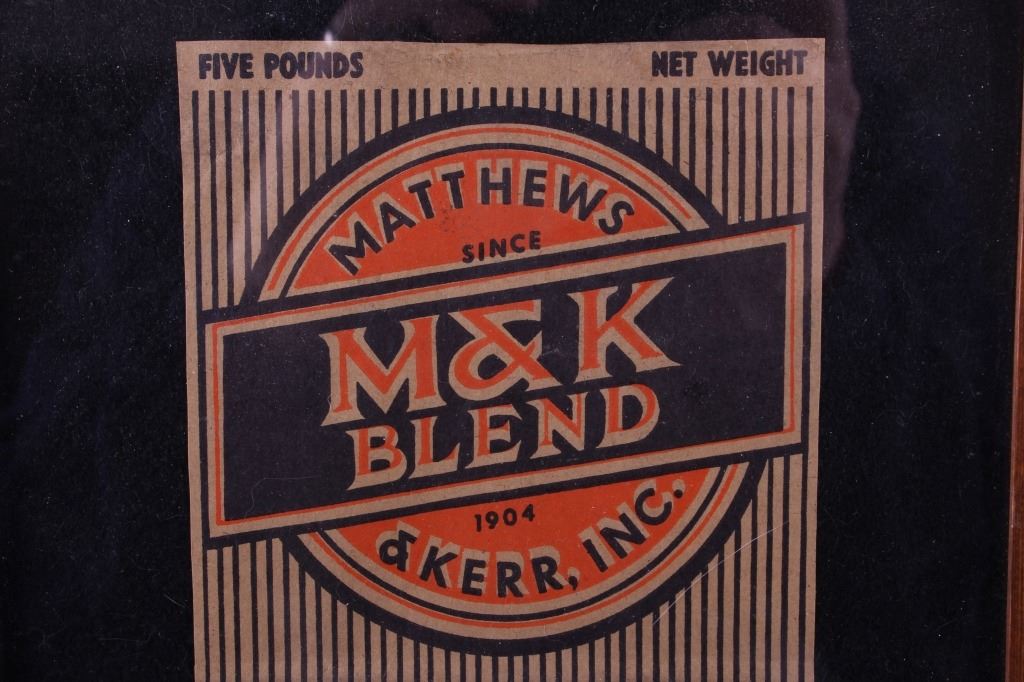 FIVE POUNDS NET WEIGHT
MATTHEWS
SINCE
M&K
BLEND
1904
& KERR, INC.